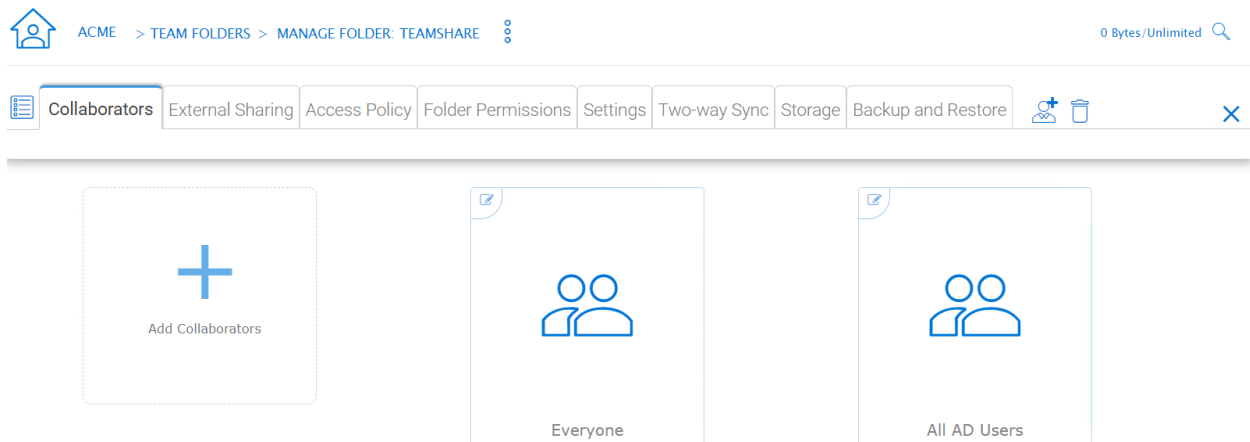 ACME > TEAM FOLDERS > MANAGE FOLDER: TEAMSHARE 0 Bytes/Unlimited
Collaborators External Sharing Access Policy Folder Permissions Settings Two-way Sync Storage Backup and Restore
Add Collaborators
Everyone All AD Users